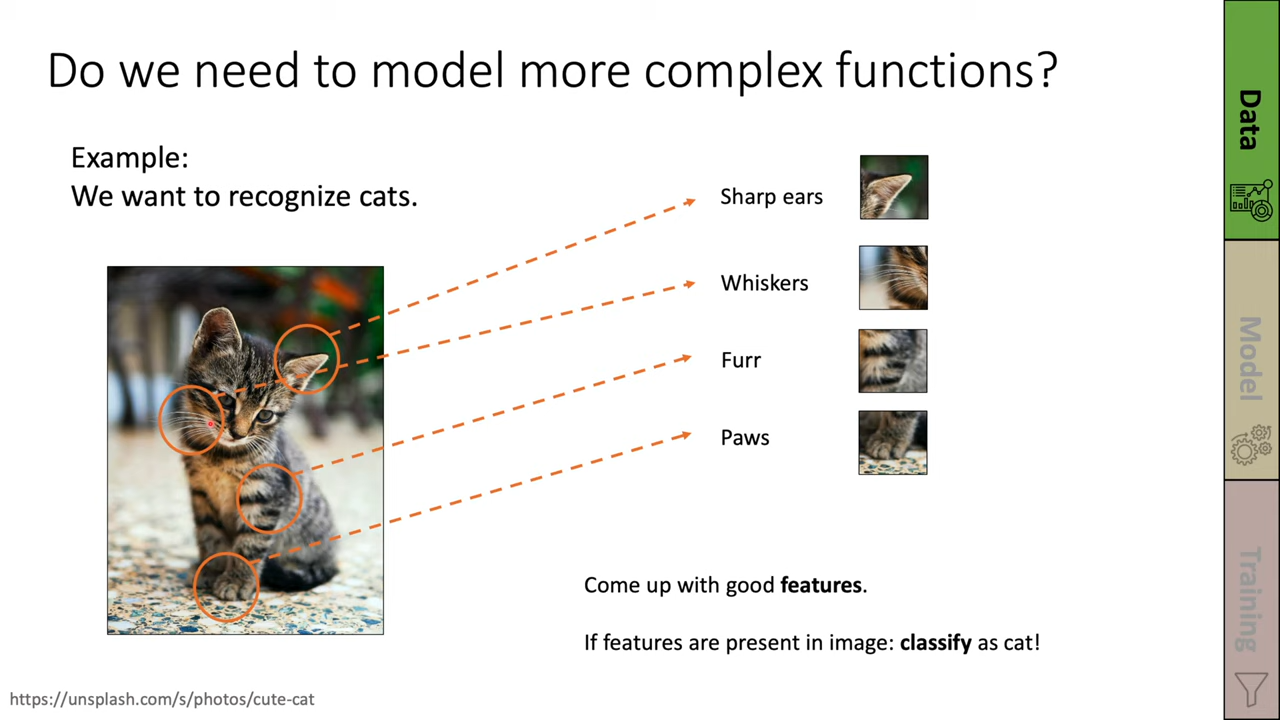 Do we need to model more complex functions?
Example:
We want to recognize cats.
Sharp ears
Whiskers
Furr
Paws
Come up with good features.
If features are present in image: classify as cat!
https://unsplash.com/s/photos/cute-cat
Data
Model
Training